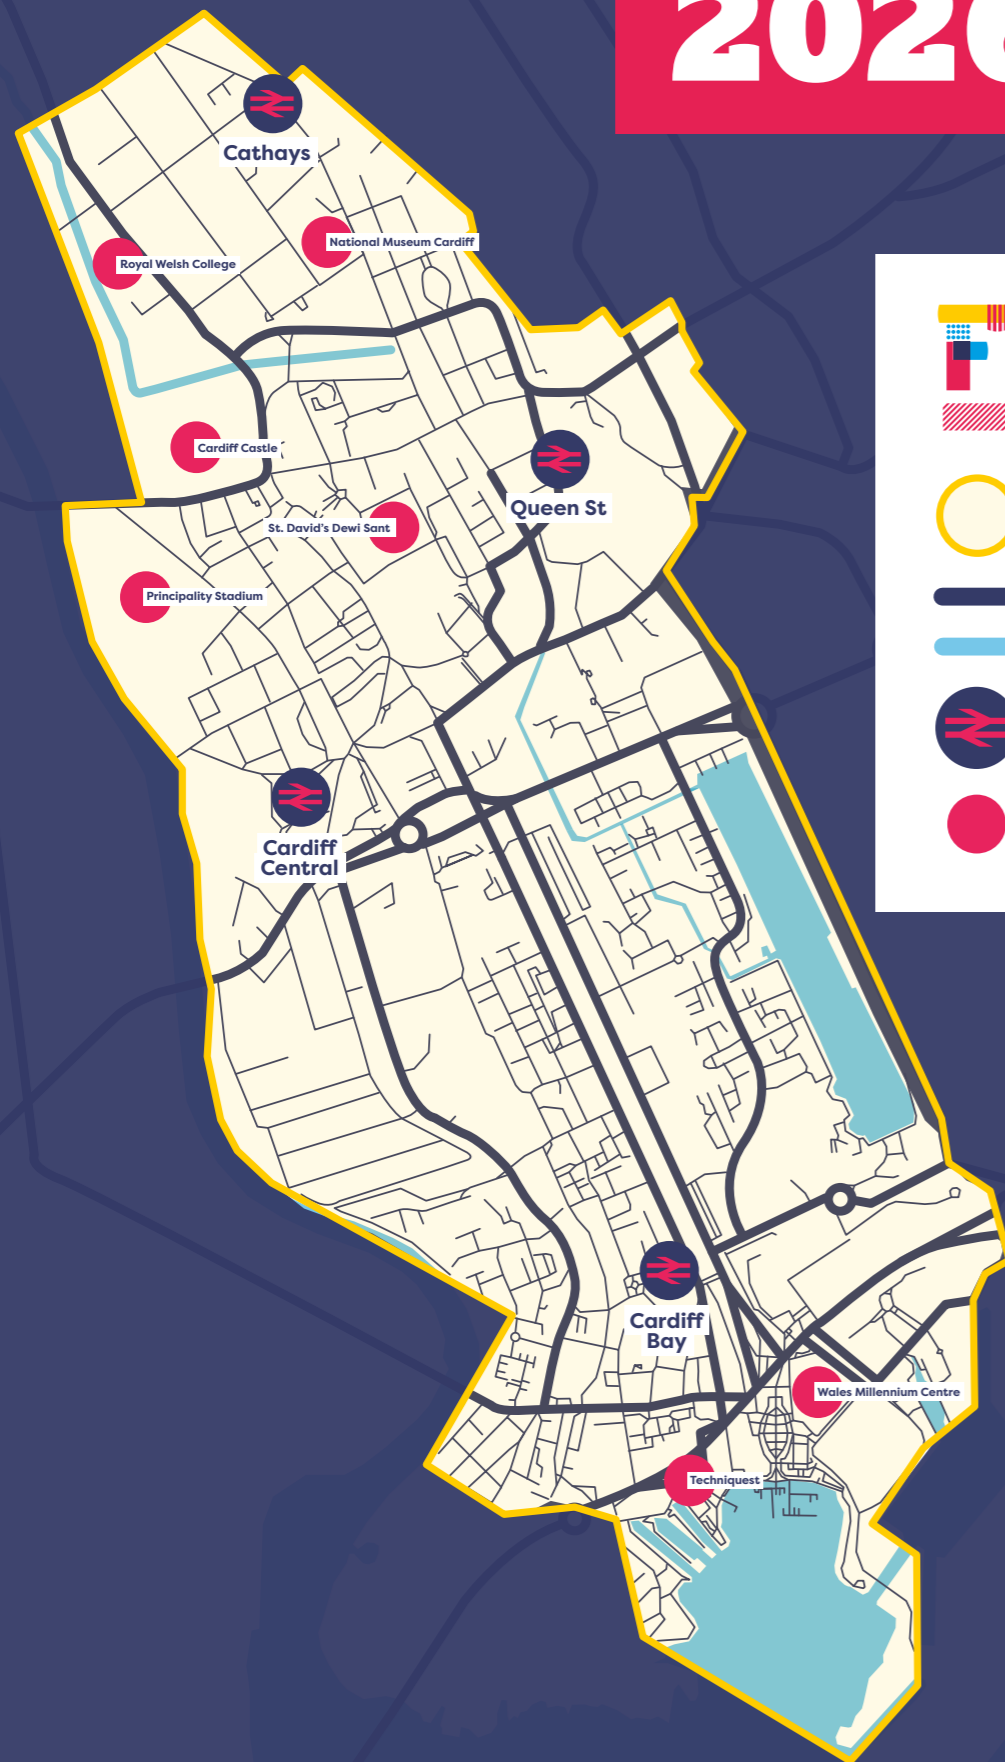 202
Cathays
National Museum Cardiff
Royal Welsh College
Cardiff Castle
Queen St
St. David's Dewi Sant
Principality Stadium
Cardiff
Central
Cardiff
Bay
Wales Millennium Centre
Techniquest